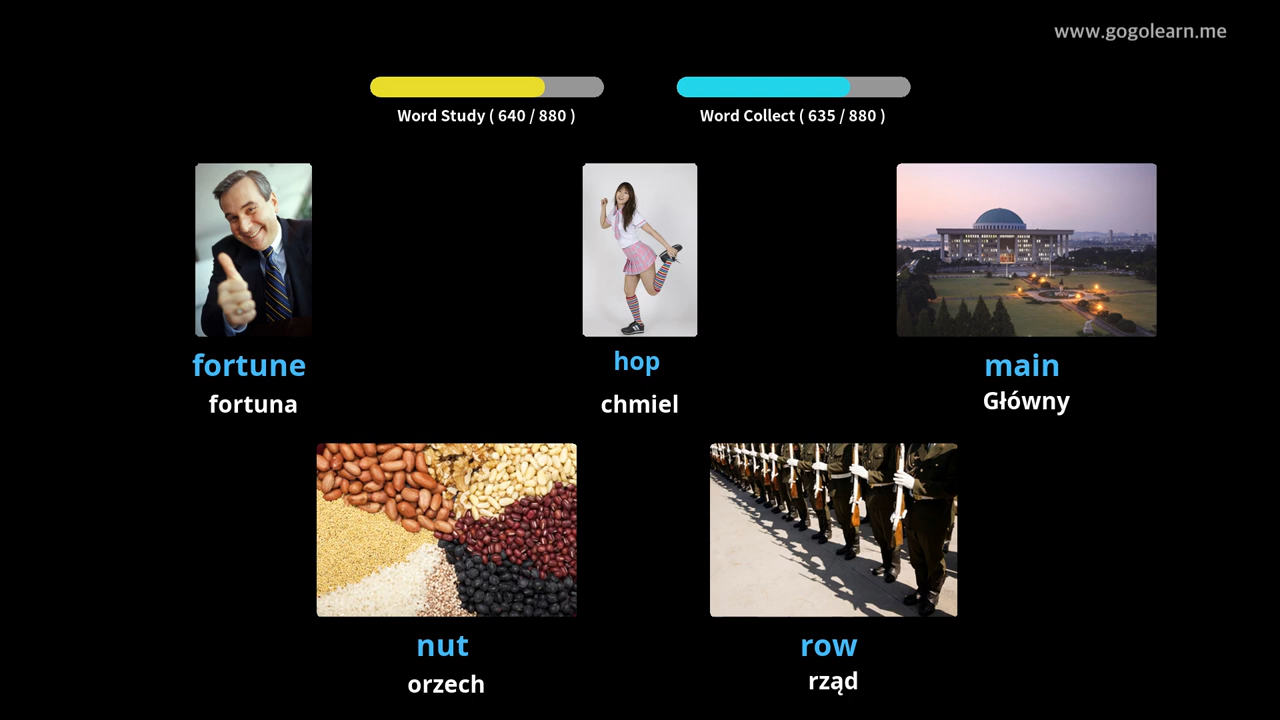 www.gogolearn.me
Word Study ( 640 / 880 )
Word Collect ( 635 / 880 )
fortune
fortuna
hop
chmiel
main
Główny
nut
orzech
row
rząd